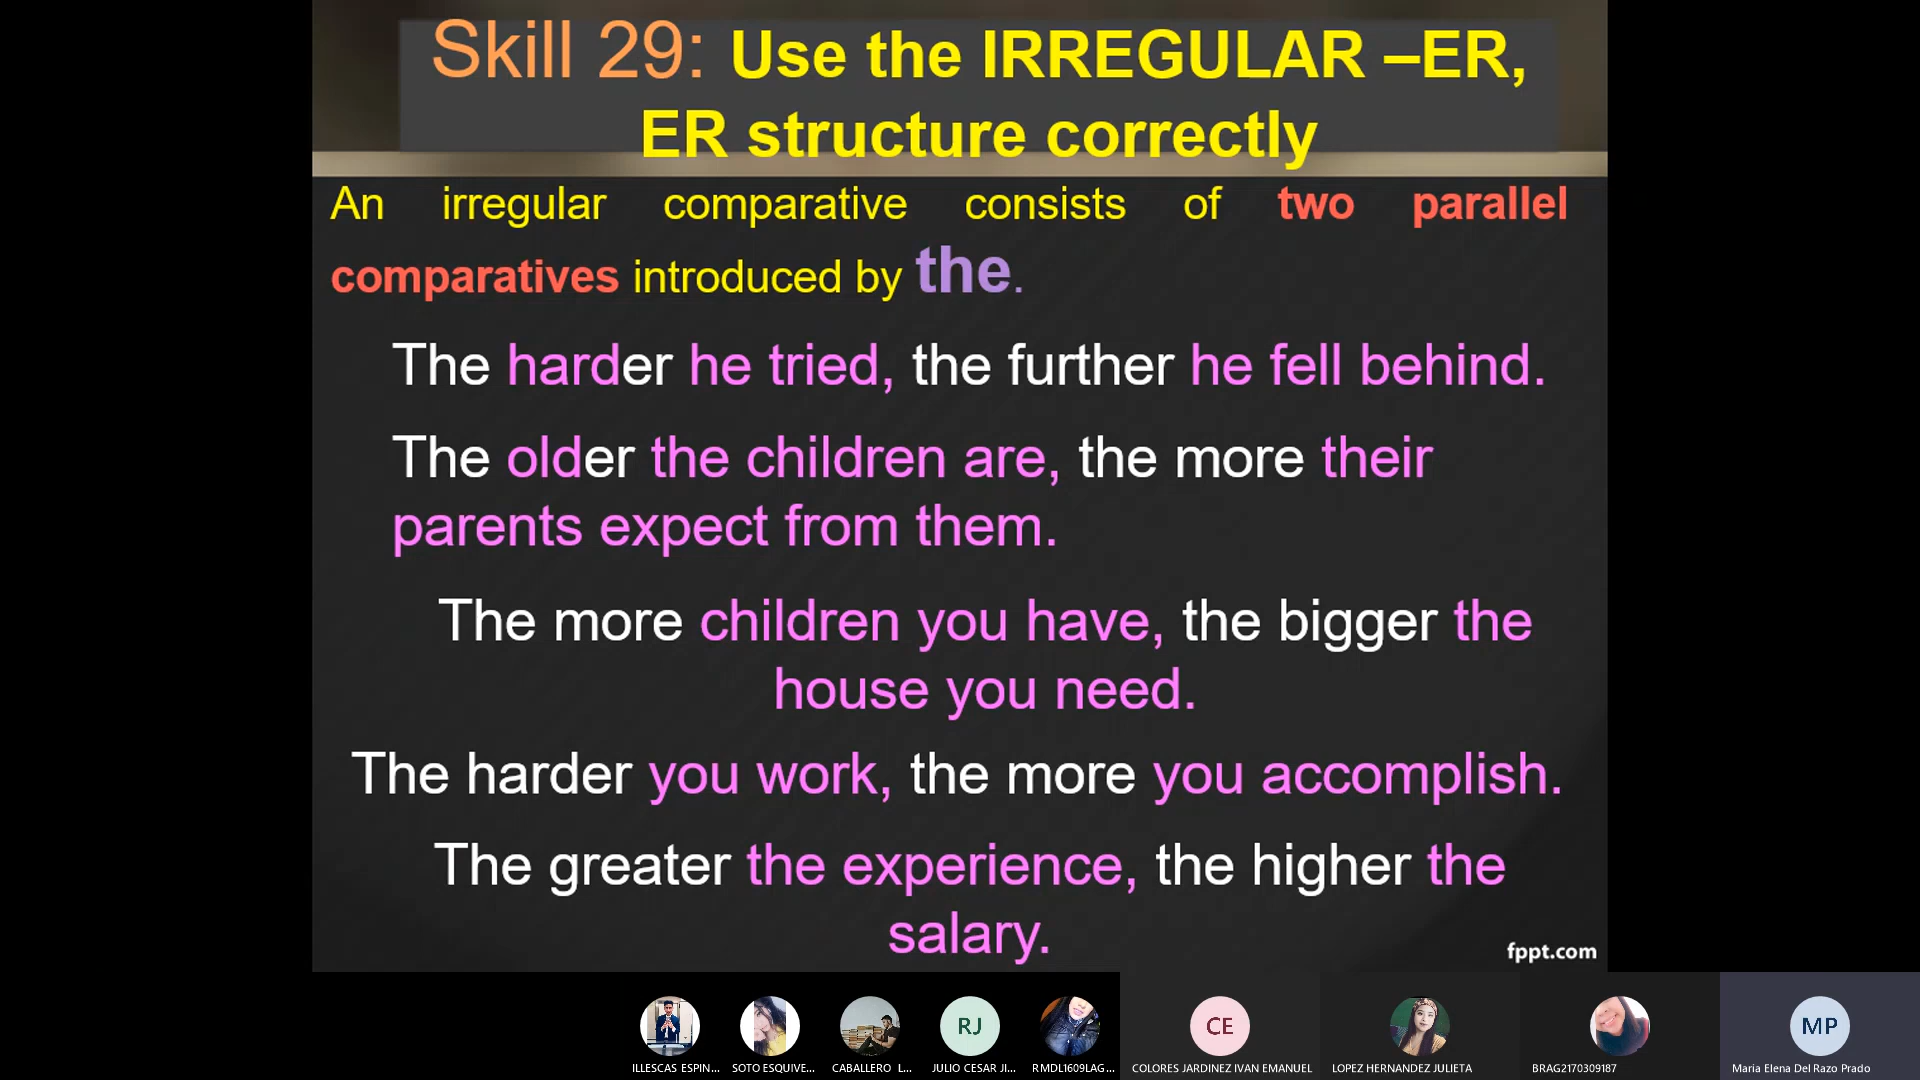 Skill 29: Use the IRREGULAR –ER,
ER structure correctly
An irregular comparative consists of two parallel
comparatives introduced by the.
The harder he tried, the further he fell behind.
The older the children are, the more their
parents expect from them.
The more children you have, the bigger the
house you need.
The harder you work, the more you accomplish.
The greater the experience, the higher the
salary.
fppt.com
RJ
CE
MP
ILLESCAS ESPIN...
SOTO ESQUIVE...
CABALLERO L...
JULIO CESAR JI...
RMDL1609LAG...
COLORES JARDINEZ IVAN EMANUEL
LOPEZ HERNANDEZ JULIETA
BRAG2170309187
Maria Elena Del Razo Prado